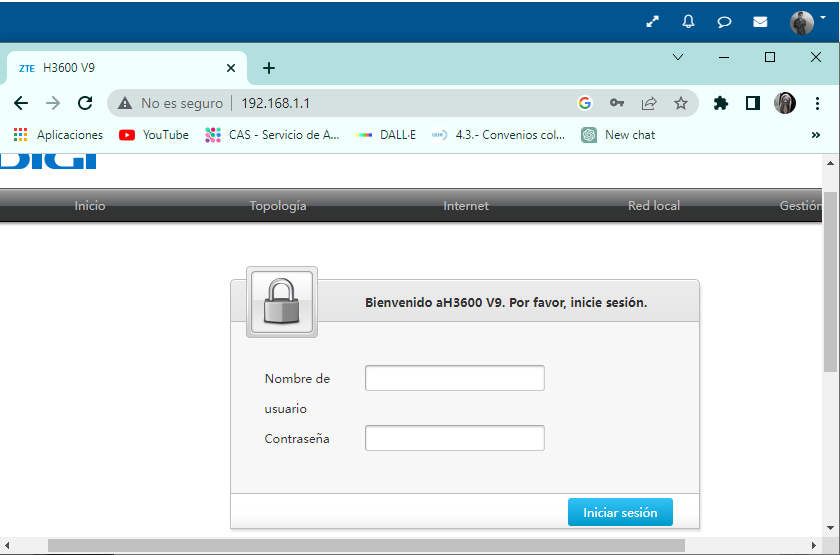 ZTE H3600 V9
No es seguro 192.168.1.1
Aplicaciones YouTube CAS - Servicio de A... DALL·E 4.3.- Convenios col... New chat »
DIGI
Inicio Topología Internet Red local Gestión
Bienvenido aH3600 V9. Por favor, inicie sesión.
Nombre de
usuario
Contraseña
Iniciar sesión